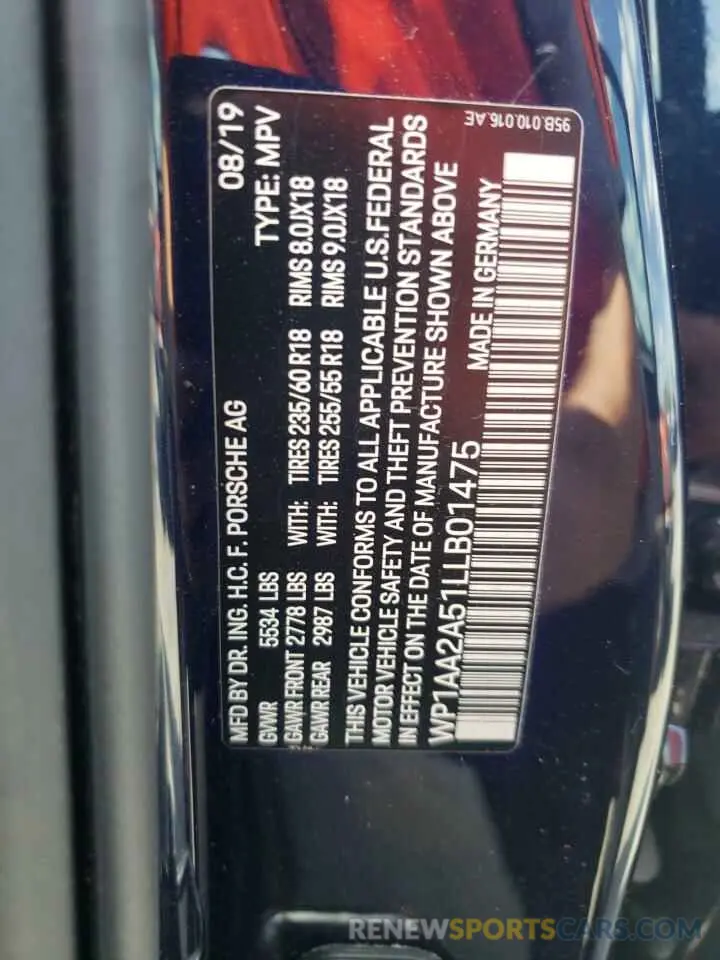 MFD BY DR. ING. H.C. F. PORSCHE AG 08/19
GVWR 5534 LBS TYPE: MPV
GAWR FRONT 2778 LBS WITH: TIRES 235/60 R18 RIMS 8.0JX18
GAWR REAR 2987 LBS WITH: TIRES 255/55 R18 RIMS 9.0JX18
THIS VEHICLE CONFORMS TO ALL APPLICABLE U.S.FEDERAL
MOTOR VEHICLE SAFETY AND THEFT PREVENTION STANDARDS
IN EFFECT ON THE DATE OF MANUFACTURE SHOWN ABOVE
WP1AA2A51LLB01475 MADE IN GERMANY
95B.010.016.AE
RENEWSPORTSCARS.COM